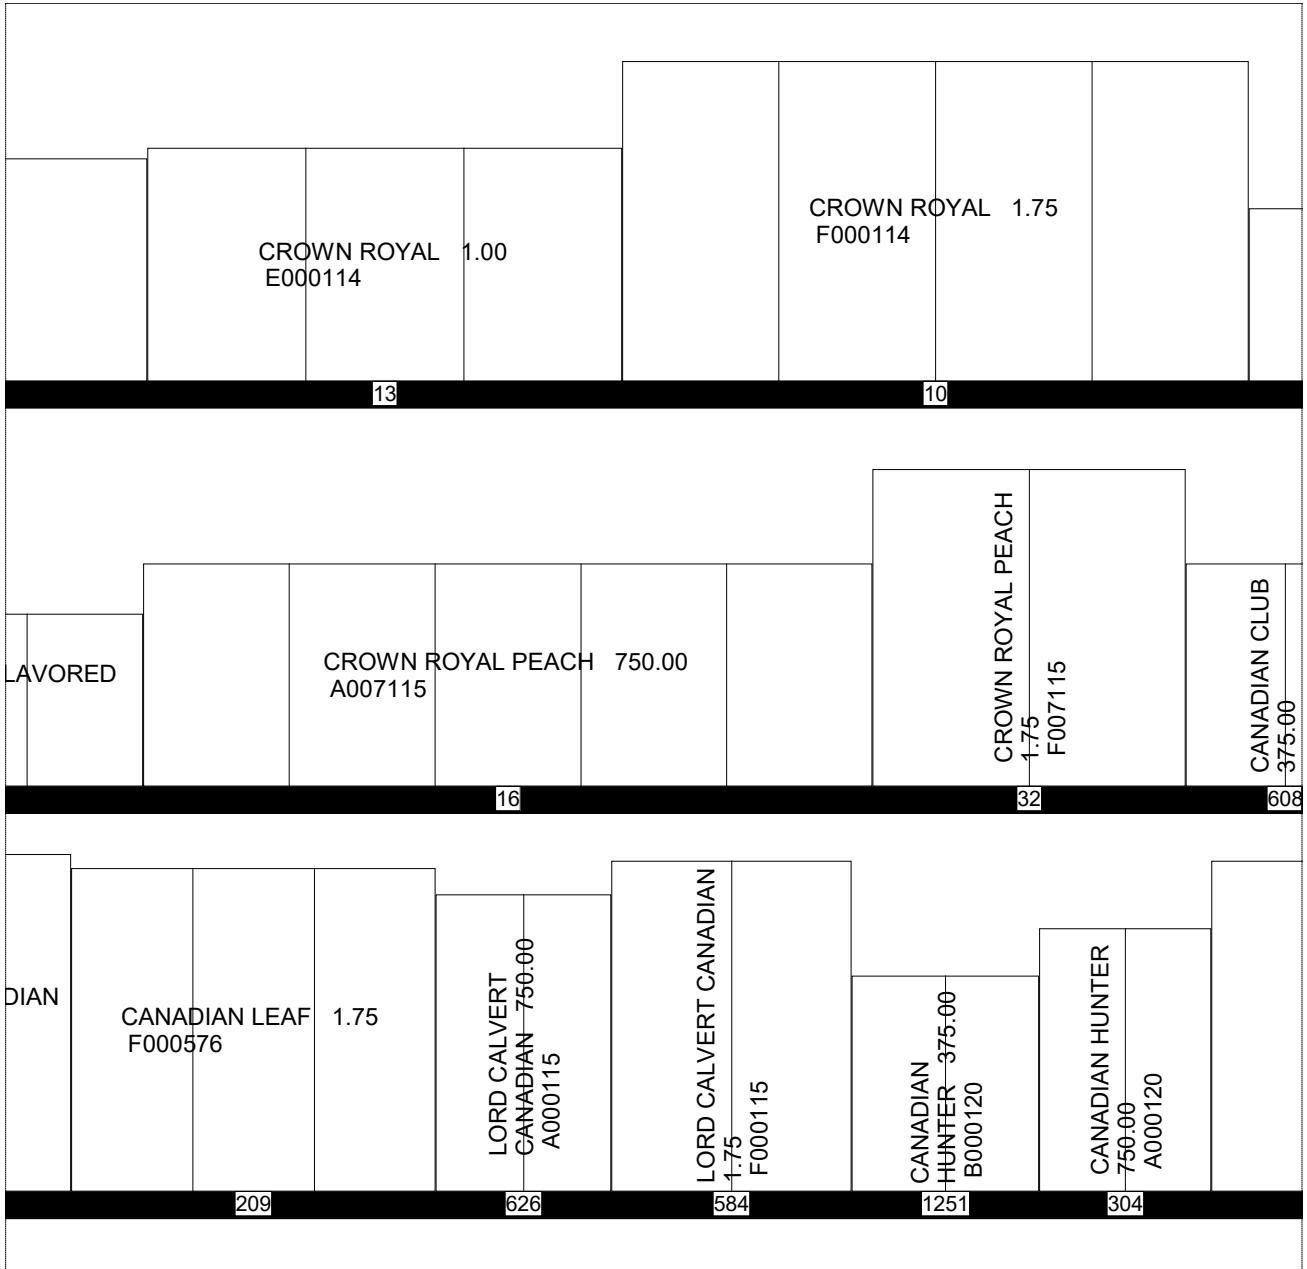 CROWN ROYAL 1.00
E000114
CROWN ROYAL 1.75
F000114
13
10
LAVORED
CROWN ROYAL PEACH 750.00
A007115
CROWN ROYAL PEACH
1.75
F007115
CANADIAN CLUB
375.00
16
32
608
DIAN
CANADIAN LEAF 1.75
F000576
LORD CALVERT
CANADIAN 750.00
A000115
LORD CALVERT CANADIAN
1.75
F000115
CANADIAN
HUNTER 375.00
B000120
CANADIAN HUNTER
750.00
A000120
209
626
584
1251
304